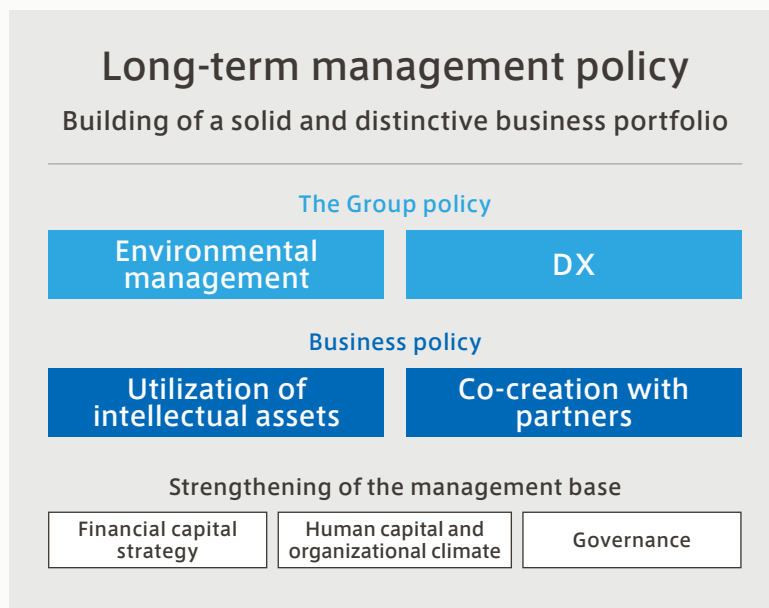 Long-term management policy
Building of a solid and distinctive business portfolio
The Group policy
Environmental
management
DX
Business policy
Utilization of
intellectual assets
Co-creation with
partners
Strengthening of the management base
Financial capital
strategy
Human capital and
organizational climate
Governance